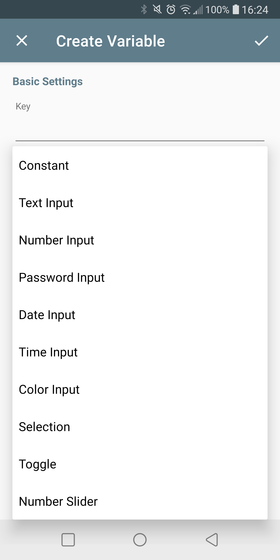 100% 16:24
Create Variable
Basic Settings
Key
Constant
Text Input
Number Input
Password Input
Date Input
Time Input
Color Input
Selection
Toggle
Number Slider